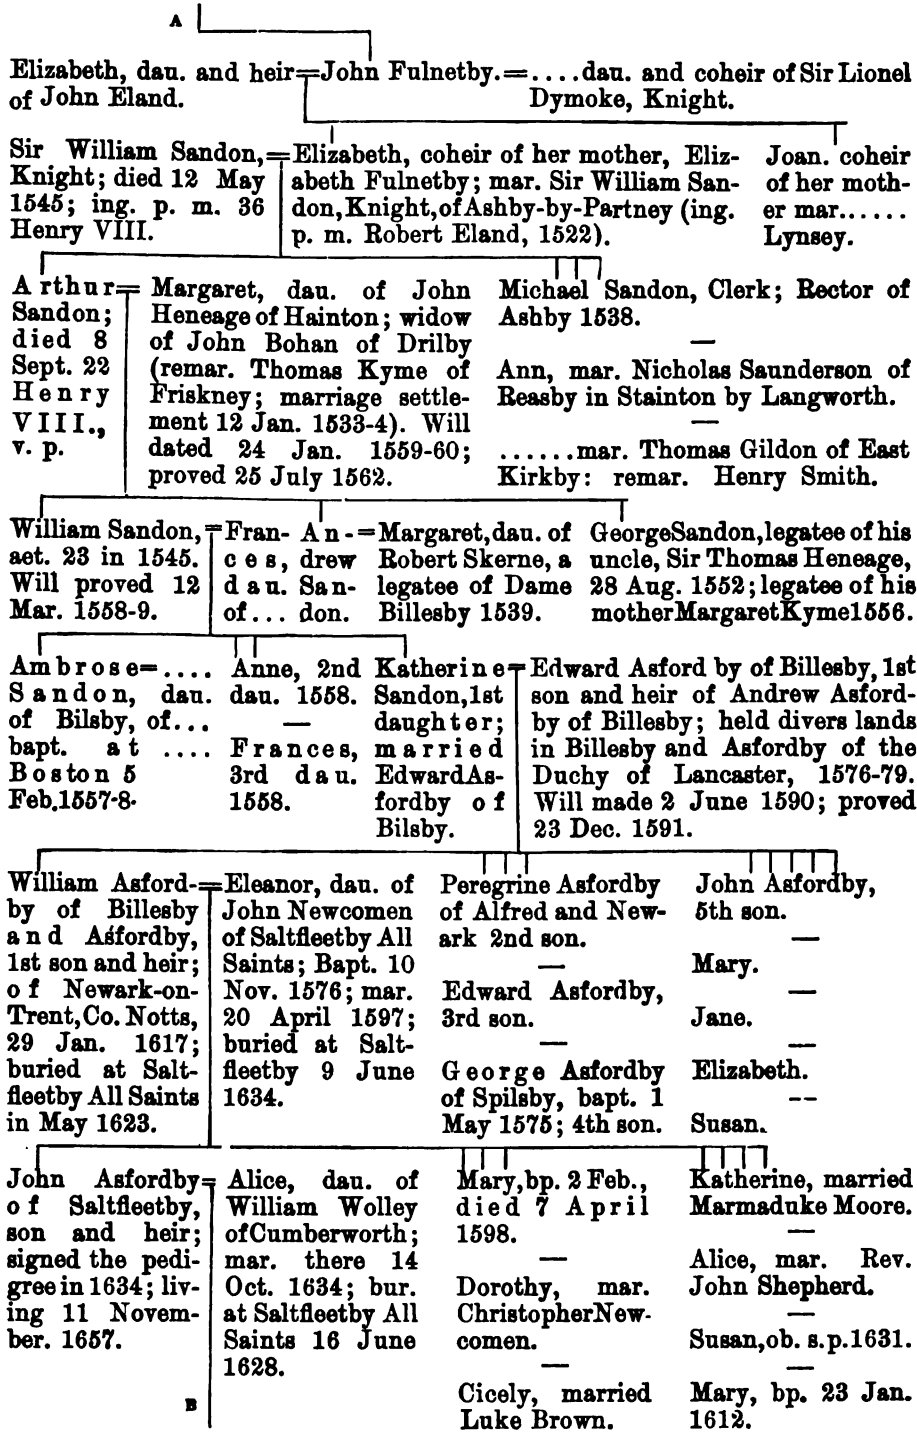 A
Elizabeth, dau. and heir=John Fulnetby.=....dau. and coheir of Sir Lionel
of John Eland.
Dymoke, Knight.
Sir William Sandon,=
Knight; died 12 May
1545; inq. p. m. 36
Henry VIII.
Elizabeth, coheir of her mother, Eliz-
abeth Fulnetby; mar. Sir William San-
don, Knight, of Ashby-by-Partney (inq.
p. m. Robert Eland, 1522).
Joan. coheir
of her moth-
er mar......
Lynsey.
Arthur=
Sandon;
died 8
Sept. 22
Henry
VIII.,
v. p.
Margaret, dau. of John
Heneage of Hainton; widow
of John Bohan of Drilby
(remar. Thomas Kyme of
Friskney; marriage settle-
ment 12 Jan. 1533-4). Will
dated 24 Jan. 1559-60;
proved 25 July 1562.
Michael Sandon, Clerk; Rector of
Ashby 1538.
—
Ann, mar. Nicholas Saunderson of
Reasby in Stainton by Langworth.
—
......mar. Thomas Gildon of East
Kirkby: remar. Henry Smith.
William Sandon,=
aet. 23 in 1545.
Will proved 12
Mar. 1558-9.
Fran-
ces,
dau.
of...
An-=
drew
San-
don.
Margaret, dau. of
Robert Skerne, a
legatee of Dame
Billesby 1539.
George Sandon, legatee of his
uncle, Sir Thomas Heneage,
28 Aug. 1552; legatee of his
mother Margaret Kyme 1556.
Ambrose=....
Sandon, dau.
of Bilsby, of...
bapt. at ....
Boston 5
Feb. 1557-8.
Anne, 2nd
dau. 1558.
—
Frances,
3rd dau.
1558.
Katherine=
Sandon, 1st
daughter;
married
Edward As-
fordby of
Bilsby.
Edward Asford by of Billesby, 1st
son and heir of Andrew Asford-
by of Billesby; held divers lands
in Billesby and Asfordby of the
Duchy of Lancaster, 1576-79.
Will made 2 June 1590; proved
23 Dec. 1591.
William Asford-=
by of Billesby
and Asfordby,
1st son and heir;
of Newark-on-
Trent, Co. Notts,
29 Jan. 1617;
buried at Salt-
fleetby All Saints
in May 1623.
Eleanor, dau. of
John Newcomen
of Saltfleetby All
Saints; Bapt. 10
Nov. 1576; mar.
20 April 1597;
buried at Salt-
fleetby 9 June
1634.
Peregrine Asfordby
of Alfred and New-
ark 2nd son.
—
Edward Asfordby,
3rd son.
—
George Asfordby
of Spilsby, bapt. 1
May 1575; 4th son.
John Asfordby,
5th son.
—
Mary.
—
Jane.
—
Elizabeth.
--
Susan.
John Asfordby=
of Saltfleetby,
son and heir;
signed the pedi-
gree in 1634; liv-
ing 11 Novem-
ber. 1657.
Alice, dau. of
William Wolley
of Cumberworth;
mar. there 14
Oct. 1634; bur.
at Saltfleetby All
Saints 16 June
1628.
Mary, bp. 2 Feb.,
died 7 April
1598.
—
Dorothy, mar.
Christopher New-
comen.
—
Cicely, married
Luke Brown.
Katherine, married
Marmaduke Moore.
—
Alice, mar. Rev.
John Shepherd.
—
Susan, ob. s.p. 1631.
—
Mary, bp. 23 Jan.
1612.
B